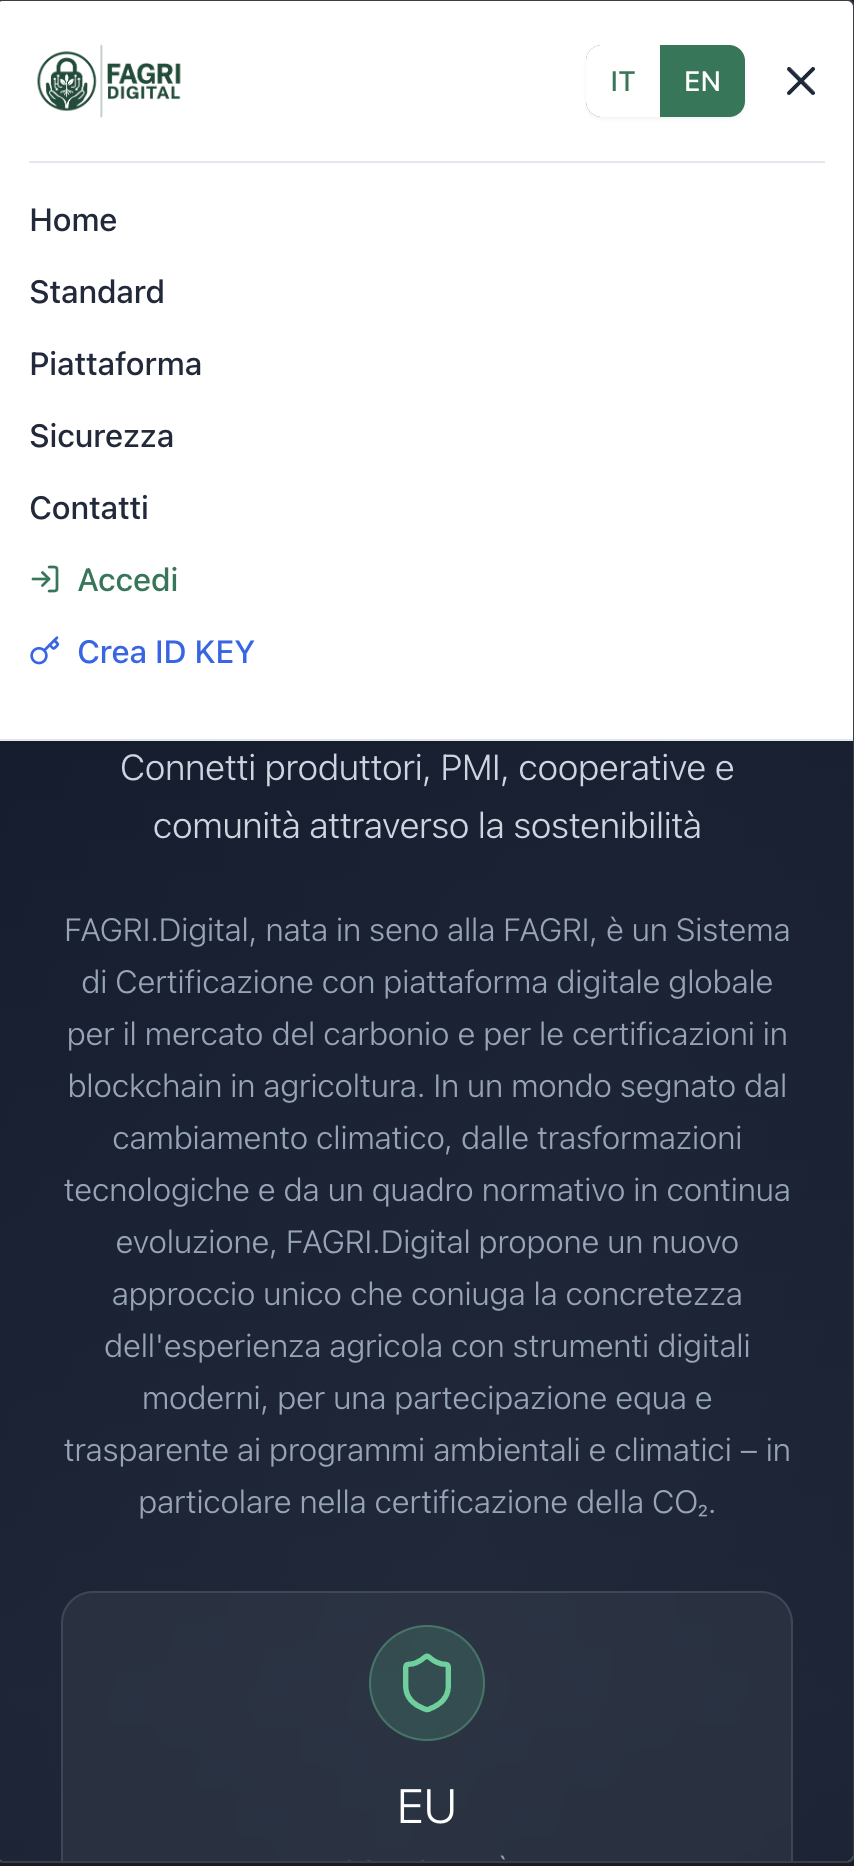 FAGRI
DIGITAL
IT
EN
Home
Standard
Piattaforma
Sicurezza
Contatti
Accedi
Crea ID KEY
Connetti produttori, PMI, cooperative e
comunità attraverso la sostenibilità
FAGRI.Digital, nata in seno alla FAGRI, è un Sistema
di Certificazione con piattaforma digitale globale
per il mercato del carbonio e per le certificazioni in
blockchain in agricoltura. In un mondo segnato dal
cambiamento climatico, dalle trasformazioni
tecnologiche e da un quadro normativo in continua
evoluzione, FAGRI.Digital propone un nuovo
approccio unico che coniuga la concretezza
dell'esperienza agricola con strumenti digitali
moderni, per una partecipazione equa e
trasparente ai programmi ambientali e climatici – in
particolare nella certificazione della CO₂.
EU